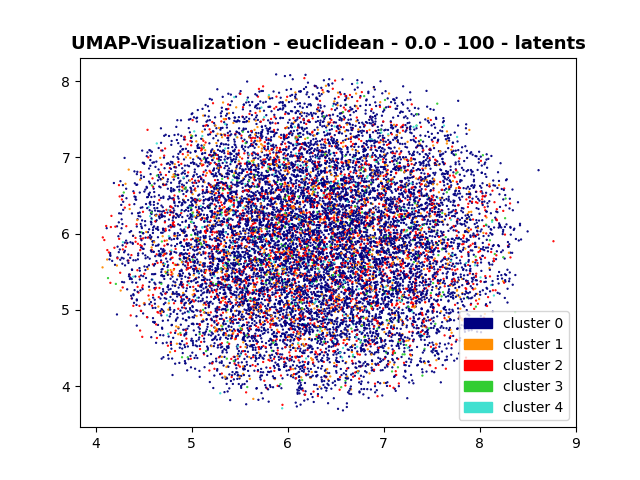 UMAP-Visualization - euclidean - 0.0 - 100 - latents
8
7
6
5
4
4 5 6 7 8 9
cluster 0
cluster 1
cluster 2
cluster 3
cluster 4